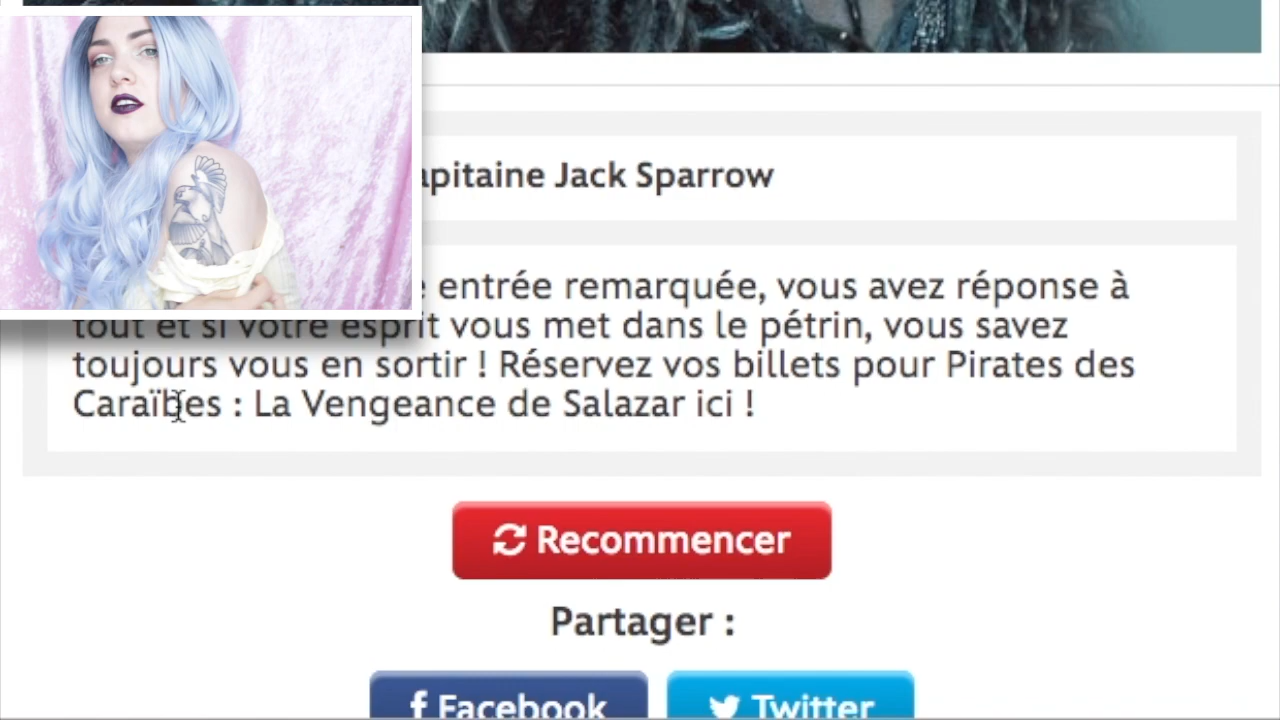 apitaine Jack Sparrow
entrée remarquée, vous avez réponse à
tout et si votre esprit vous met dans le pétrin, vous savez
toujours vous en sortir ! Réservez vos billets pour Pirates des
Caraïbes : La Vengeance de Salazar ici !
Recommencer
Partager :
Facebook
Twitter